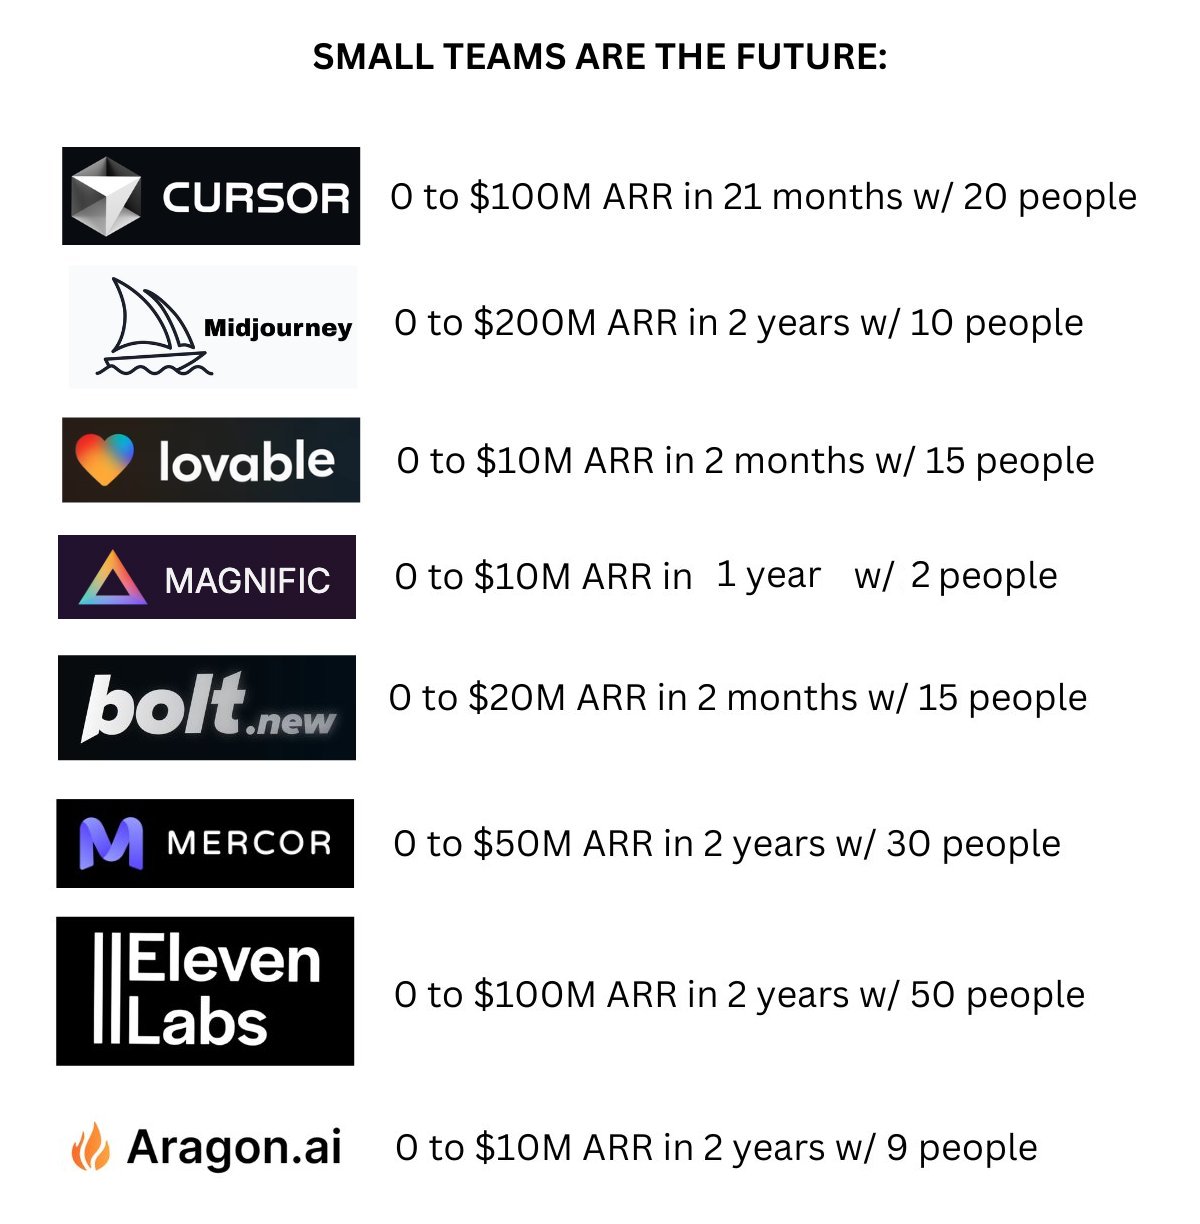 SMALL TEAMS ARE THE FUTURE:
CURSOR 0 to $100M ARR in 21 months w/ 20 people
Midjourney 0 to $200M ARR in 2 years w/ 10 people
lovable 0 to $10M ARR in 2 months w/ 15 people
MAGNIFIC 0 to $10M ARR in 1 year w/ 2 people
bolt.new 0 to $20M ARR in 2 months w/ 15 people
MERCOR 0 to $50M ARR in 2 years w/ 30 people
||Eleven
Labs 0 to $100M ARR in 2 years w/ 50 people
Aragon.ai 0 to $10M ARR in 2 years w/ 9 people